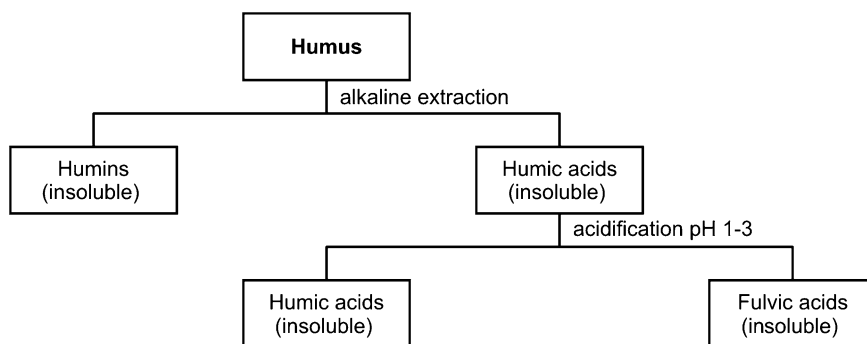 Humus
alkaline extraction
Humins
(insoluble)
Humic acids
(insoluble)
acidification pH 1-3
Humic acids
(insoluble)
Fulvic acids
(insoluble)